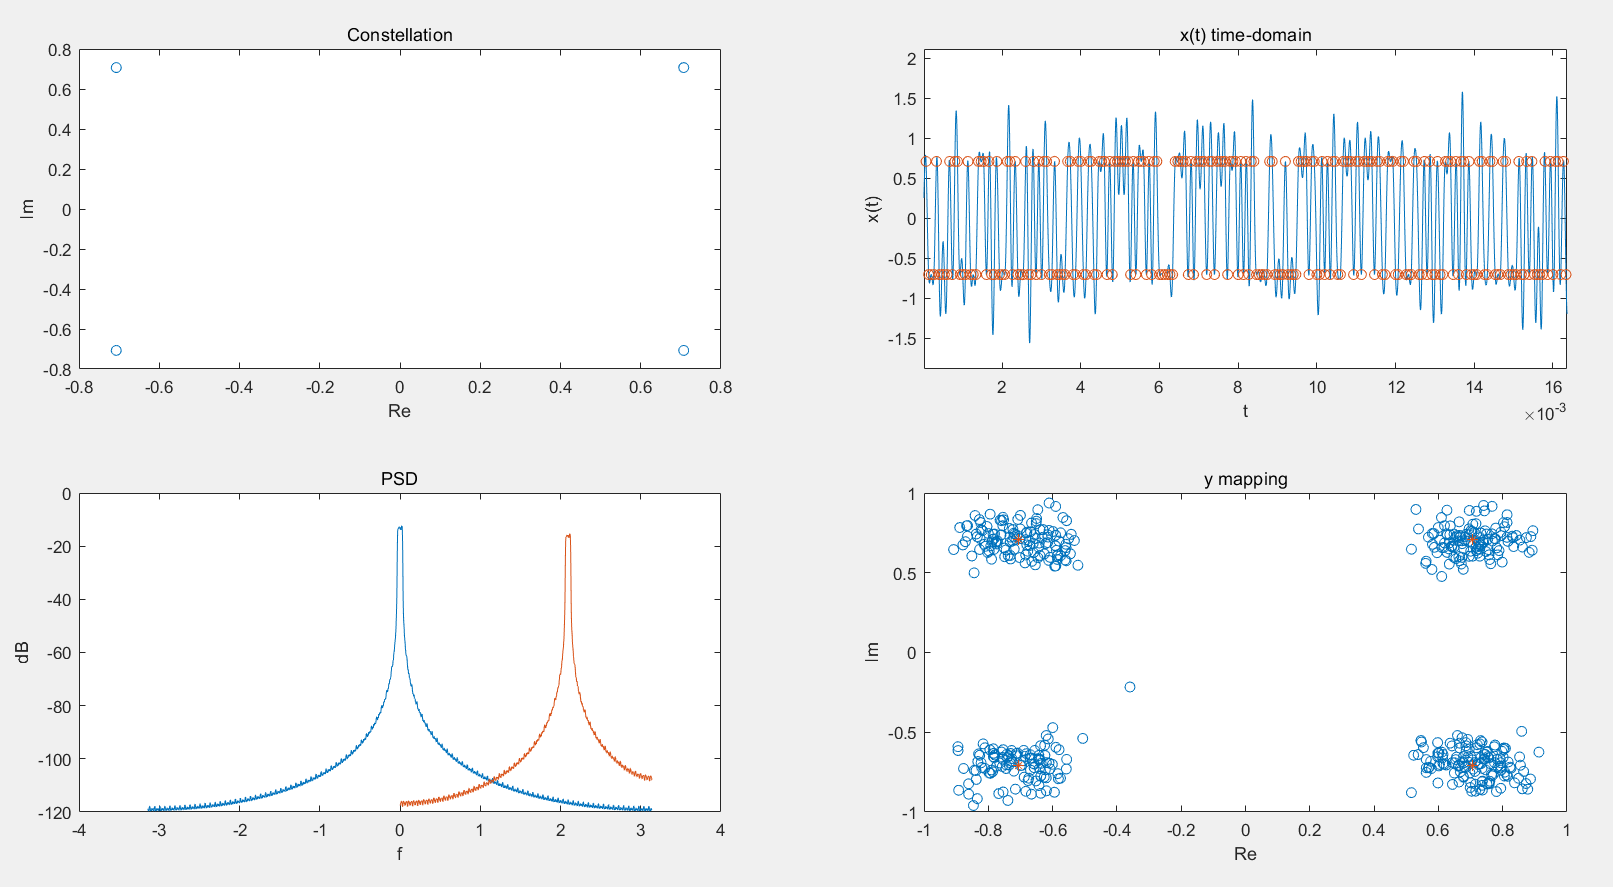 Constellation
0.8
0.6
0.4
0.2
0
-0.2
-0.4
-0.6
-0.8
-0.8 -0.6 -0.4 -0.2 0 0.2 0.4 0.6 0.8
Re
Im
x(t) time-domain
2
1.5
1
0.5
0
-0.5
-1
-1.5
2 4 6 8 10 12 14 16
×10-3
t
x(t)
PSD
0
-20
-40
-60
-80
-100
-120
-4 -3 -2 -1 0 1 2 3 4
f
dB
y mapping
1
0.5
0
-0.5
-1
-1 -0.8 -0.6 -0.4 -0.2 0 0.2 0.4 0.6 0.8 1
Re
Im